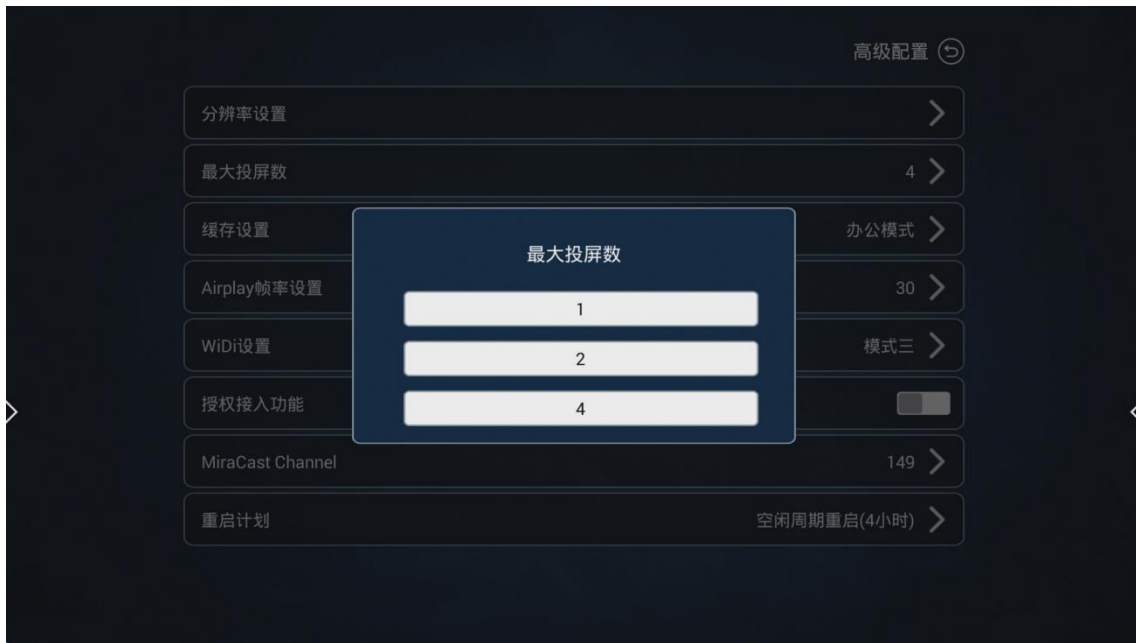 高级配置
分辨率设置
最大投屏数 4
缓存设置 办公模式
最大投屏数
Airplay帧率设置 30
1
WiDi设置 模式三
2
授权接入功能
4
MiraCast Channel 149
重启计划 空闲周期重启(4小时)